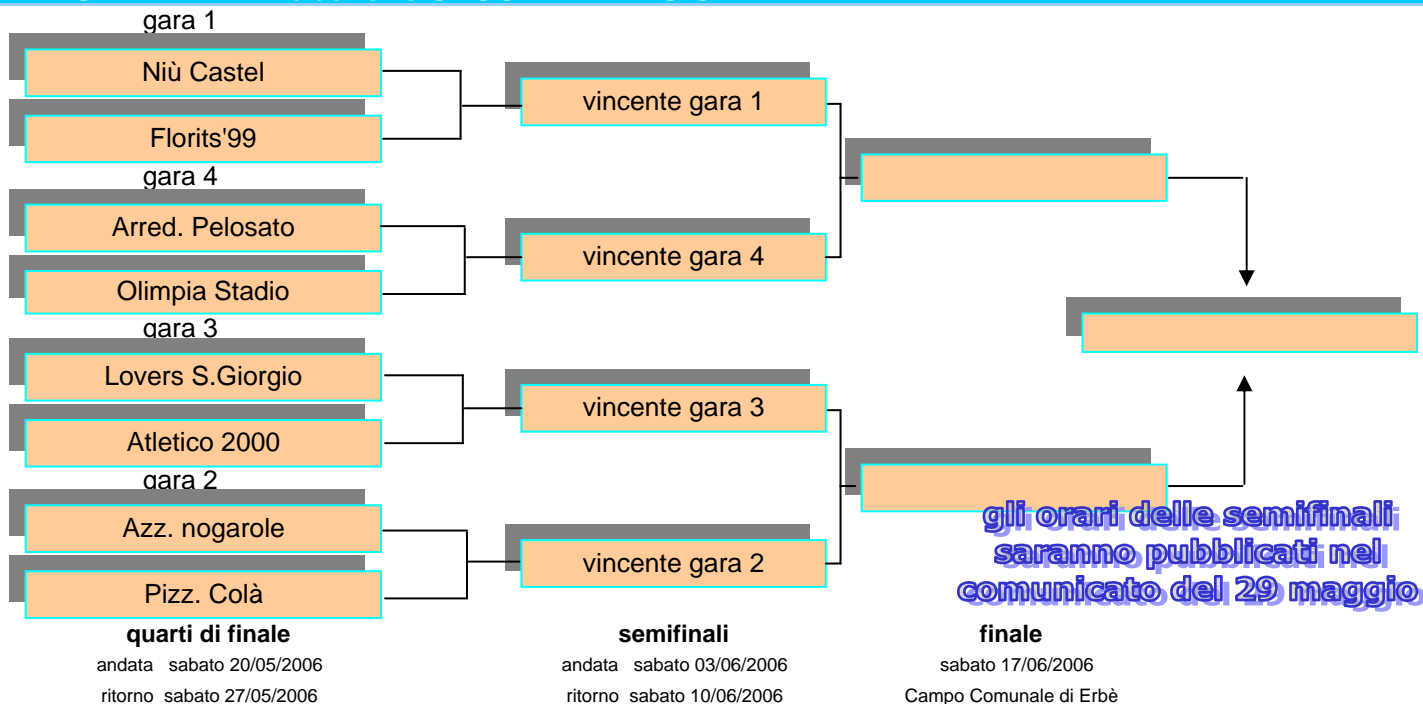 gara 1
Niù Castel
Florits'99
gara 4
Arred. Pelosato
Olimpia Stadio
gara 3
Lovers S.Giorgio
Atletico 2000
gara 2
Azz. nogarole
Pizz. Colà
vincente gara 1
vincente gara 4
vincente gara 3
vincente gara 2
gli orari delle semifinali
saranno pubblicati nel
comunicato del 29 maggio
quarti di finale
andata sabato 20/05/2006
ritorno sabato 27/05/2006
semifinali
andata sabato 03/06/2006
ritorno sabato 10/06/2006
finale
sabato 17/06/2006
Campo Comunale di Erbè